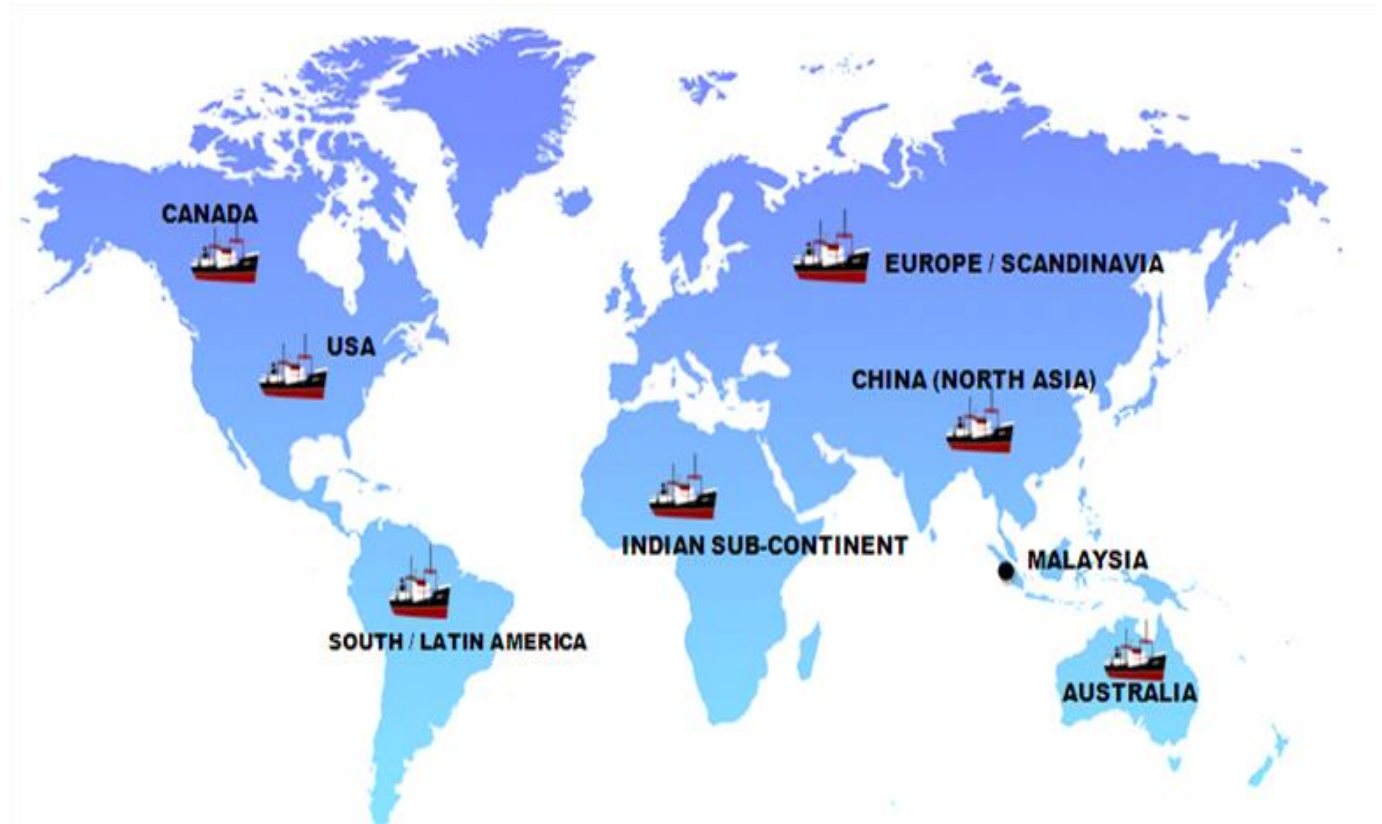 CANADA
EUROPE / SCANDINAVIA
USA
CHINA (NORTH ASIA)
INDIAN SUB-CONTINENT
MALAYSIA
SOUTH / LATIN AMERICA
AUSTRALIA